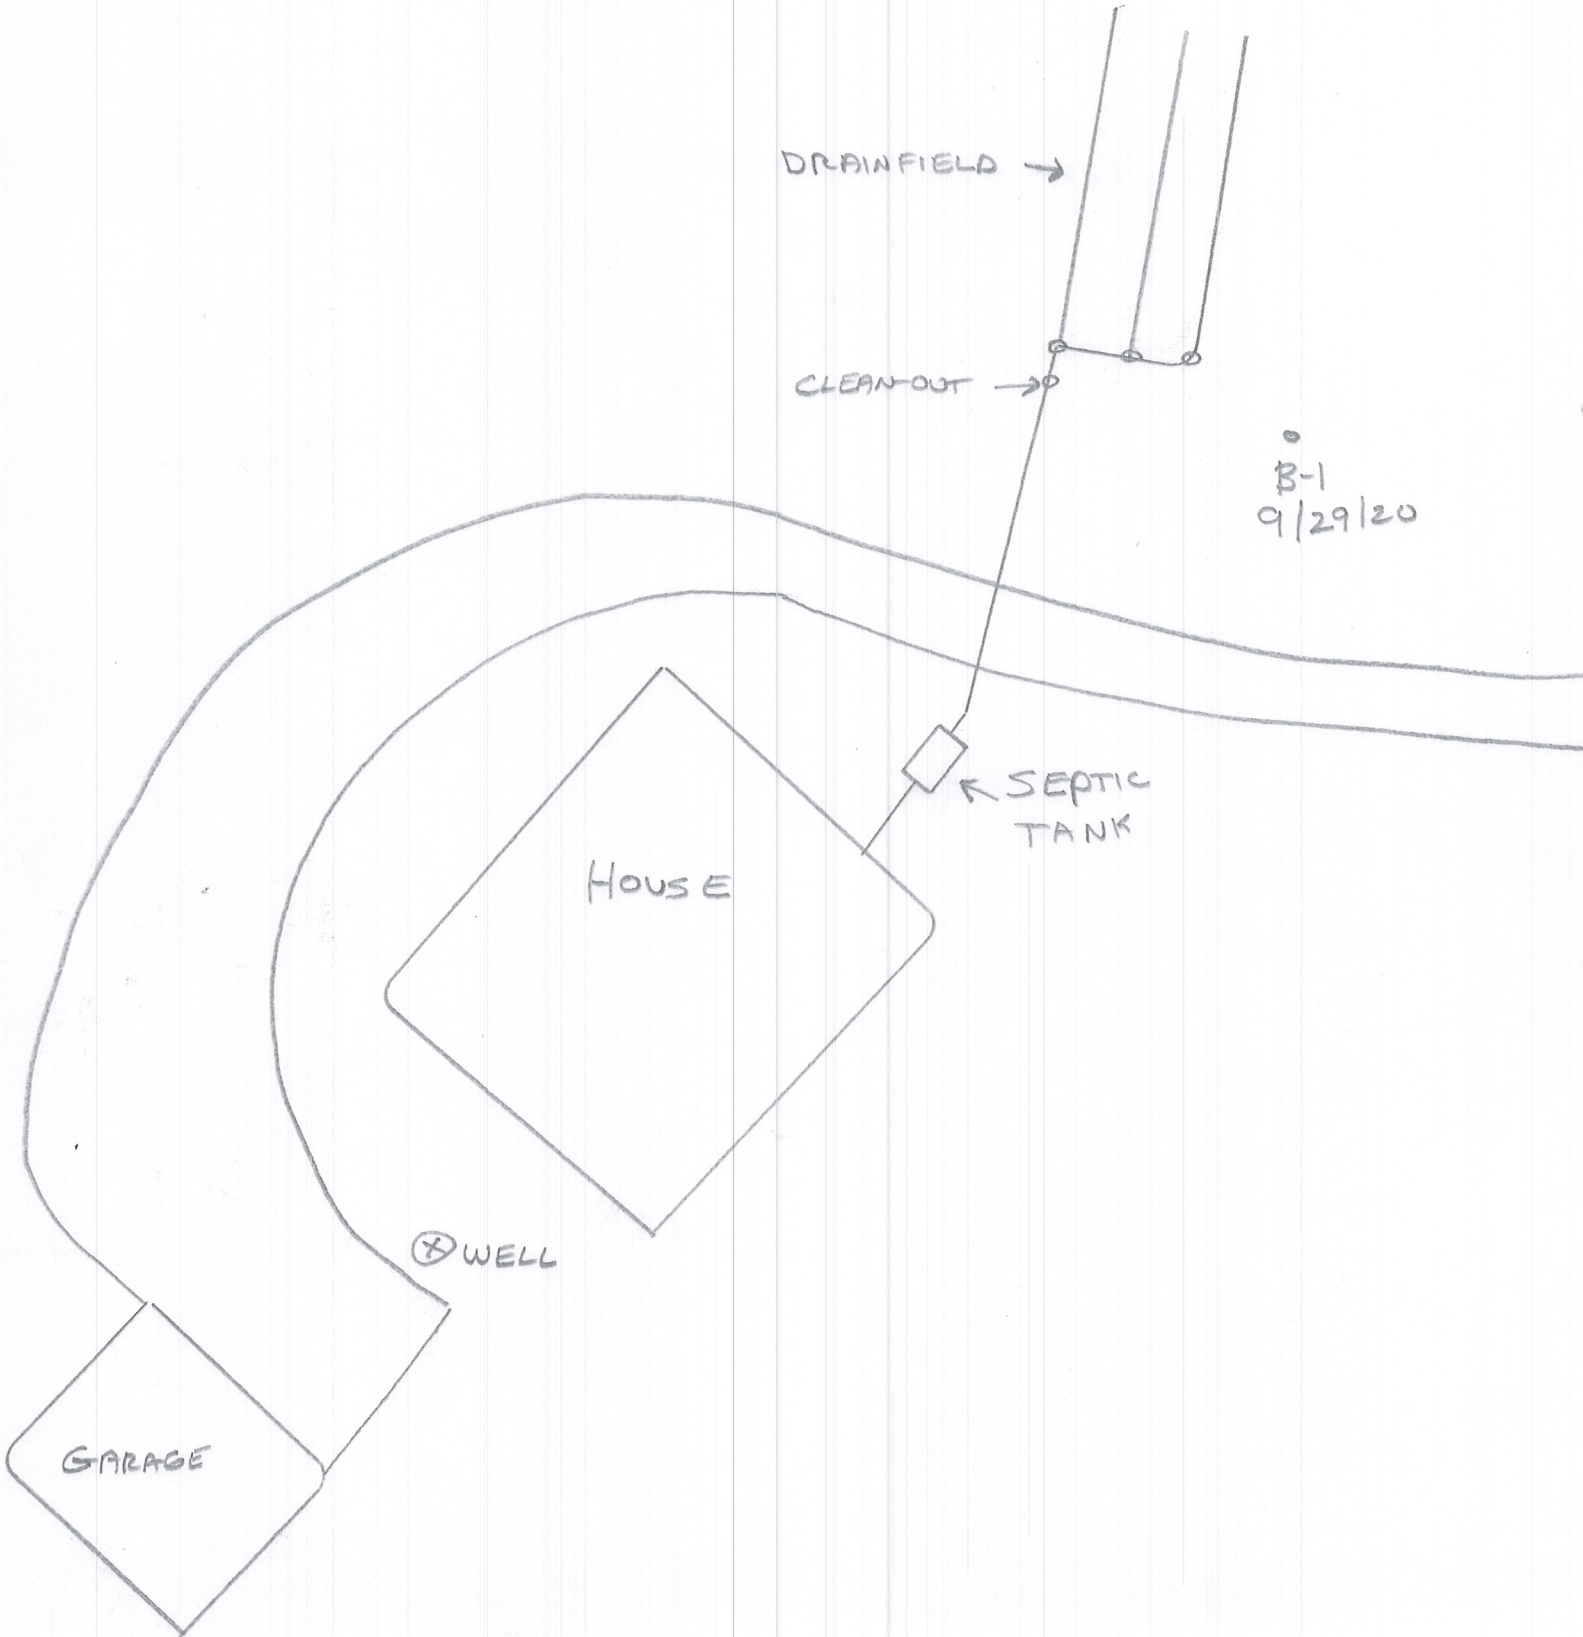 DRAINFIELD →
CLEAN-OUT →
B-1
9/29/20
← SEPTIC
TANK
HOUSE
WELL
GARAGE